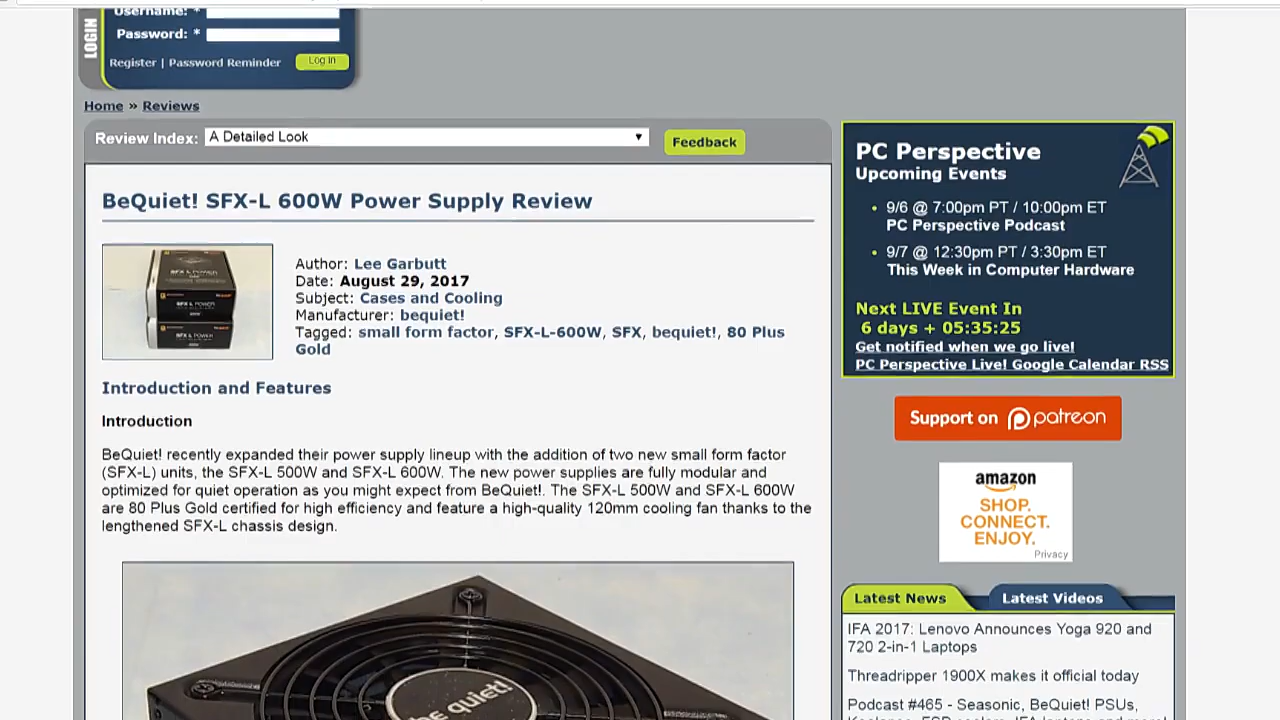 Username: *
LOGIN
Password: *
Register | Password Reminder
Log in
Home » Reviews
Review Index:
A Detailed Look
Feedback
BeQuiet! SFX-L 600W Power Supply Review
Author: Lee Garbutt
Date: August 29, 2017
Subject: Cases and Cooling
Manufacturer: bequiet!
Tagged: small form factor, SFX-L-600W, SFX, bequiet!, 80 Plus
Gold
Introduction and Features
Introduction
BeQuiet! recently expanded their power supply lineup with the addition of two new small form factor
(SFX-L) units, the SFX-L 500W and SFX-L 600W. The new power supplies are fully modular and
optimized for quiet operation as you might expect from BeQuiet!. The SFX-L 500W and SFX-L 600W
are 80 Plus Gold certified for high efficiency and feature a high-quality 120mm cooling fan thanks to the
lengthened SFX-L chassis design.
be quiet!
PC Perspective
Upcoming Events
• 9/6 @ 7:00pm PT / 10:00pm ET
PC Perspective Podcast
• 9/7 @ 12:30pm PT / 3:30pm ET
This Week in Computer Hardware
Next LIVE Event In
6 days + 05:35:25
Get notified when we go live!
PC Perspective Live! Google Calendar RSS
Support on patreon
amazon
SHOP.
CONNECT.
ENJOY.
Privacy
Latest News
Latest Videos
IFA 2017: Lenovo Announces Yoga 920 and
720 2-in-1 Laptops
Threadripper 1900X makes it official today
Podcast #465 - Seasonic, BeQuiet! PSUs,